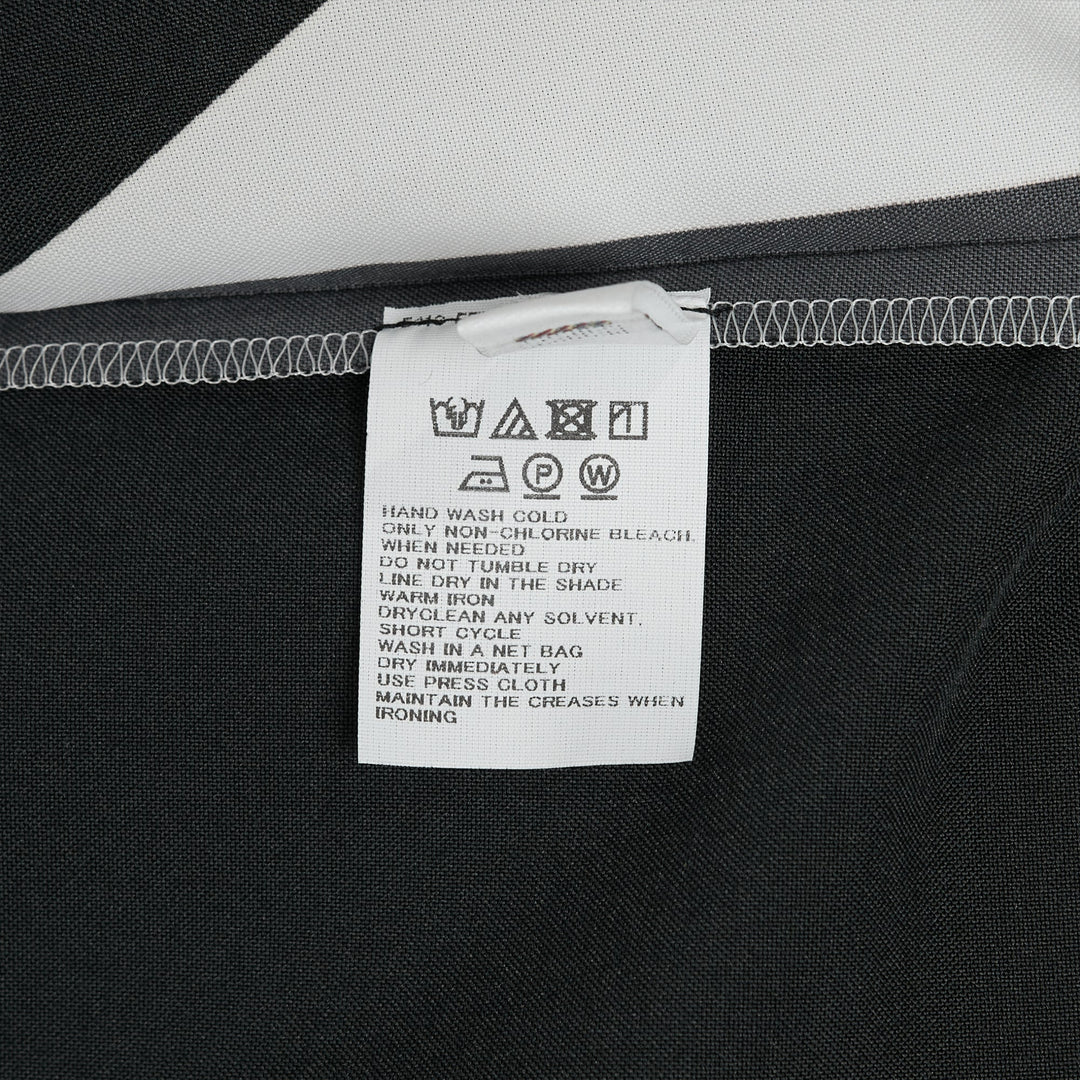 P W
HAND WASH COLD
ONLY NON-CHLORINE BLEACH,
WHEN NEEDED
DO NOT TUMBLE DRY
LINE DRY IN THE SHADE
WARM IRON
DRYCLEAN ANY SOLVENT,
SHORT CYCLE
WASH IN A NET BAG
DRY IMMEDIATELY
USE PRESS CLOTH
MAINTAIN THE CREASES WHEN
IRONING